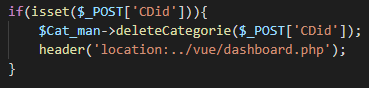 if(isset($_POST['CDid'])){
    $Cat_man->deleteCategorie($_POST['CDid']);
    header('location:../vue/dashboard.php');
}